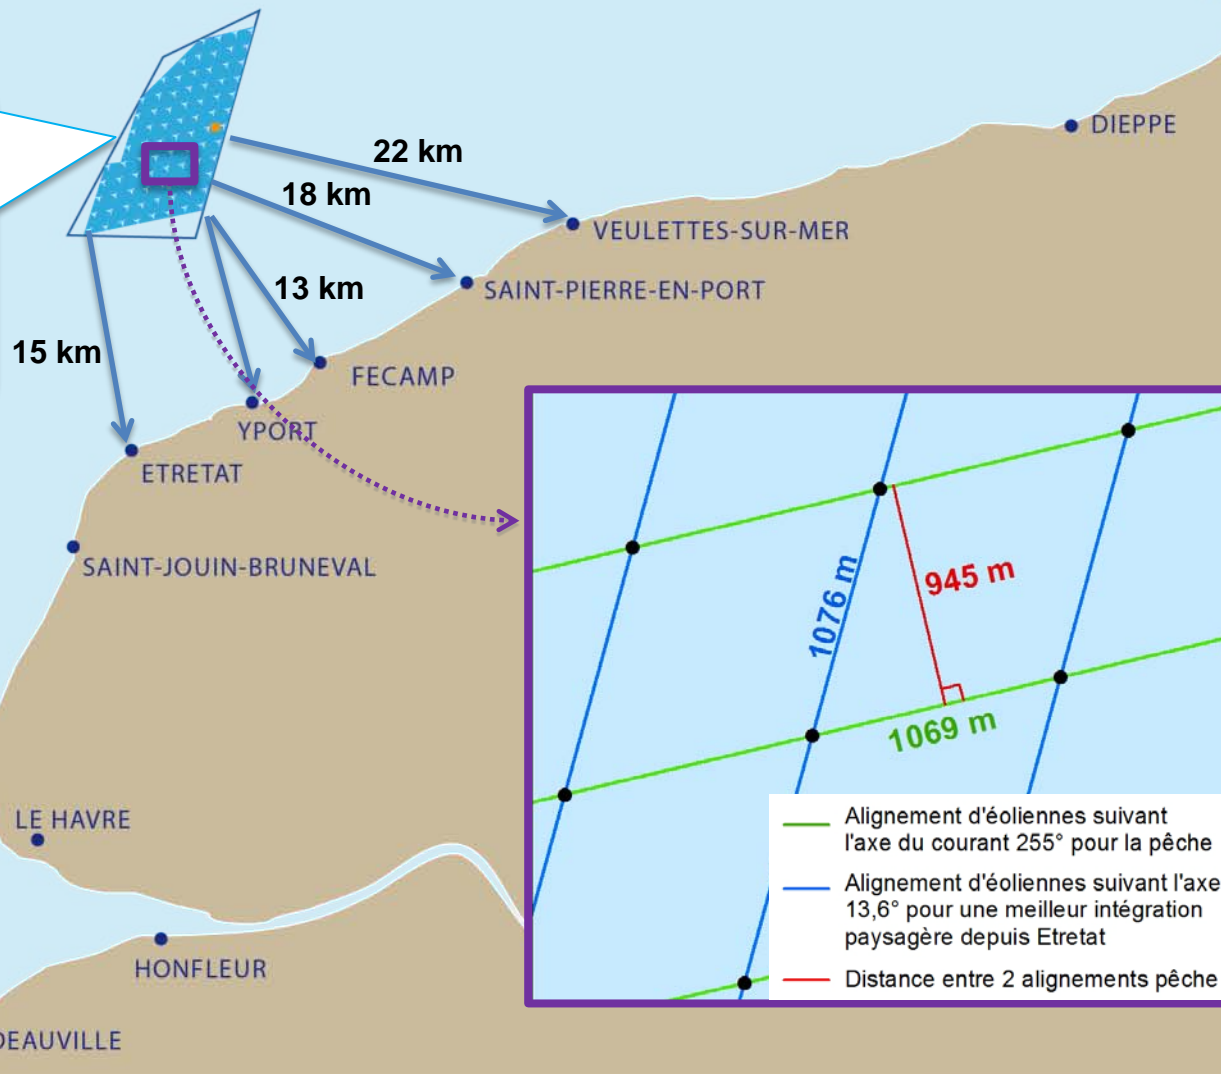 DIEPPE
22 km
18 km
VEULETTES-SUR-MER
13 km
SAINT-PIERRE-EN-PORT
15 km
FECAMP
YPORT
ETRETAT
SAINT-JOUIN-BRUNEVAL
1076 m
945 m
1069 m
LE HAVRE
HONFLEUR
DEAUVILLE
Alignement d'éoliennes suivant
l'axe du courant 255° pour la pêche
Alignement d'éoliennes suivant l'axe
13,6° pour une meilleur intégration
paysagère depuis Etretat
Distance entre 2 alignements pêche